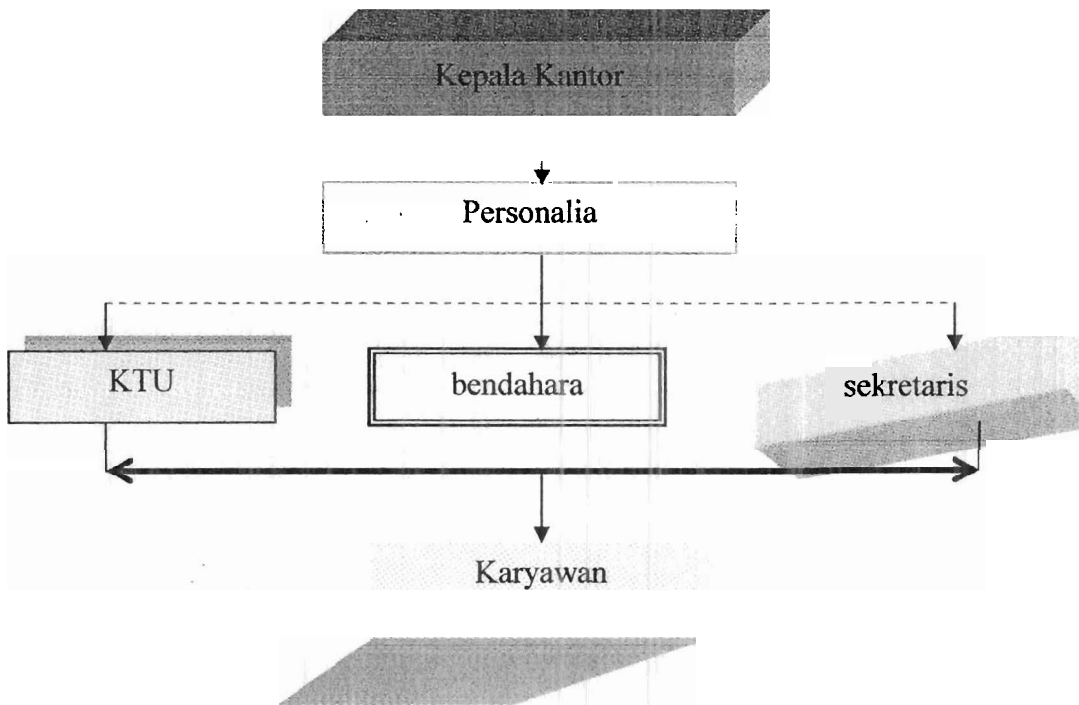 Kepala Kantor
Personalia
KTU
bendahara
sekretaris
Karyawan